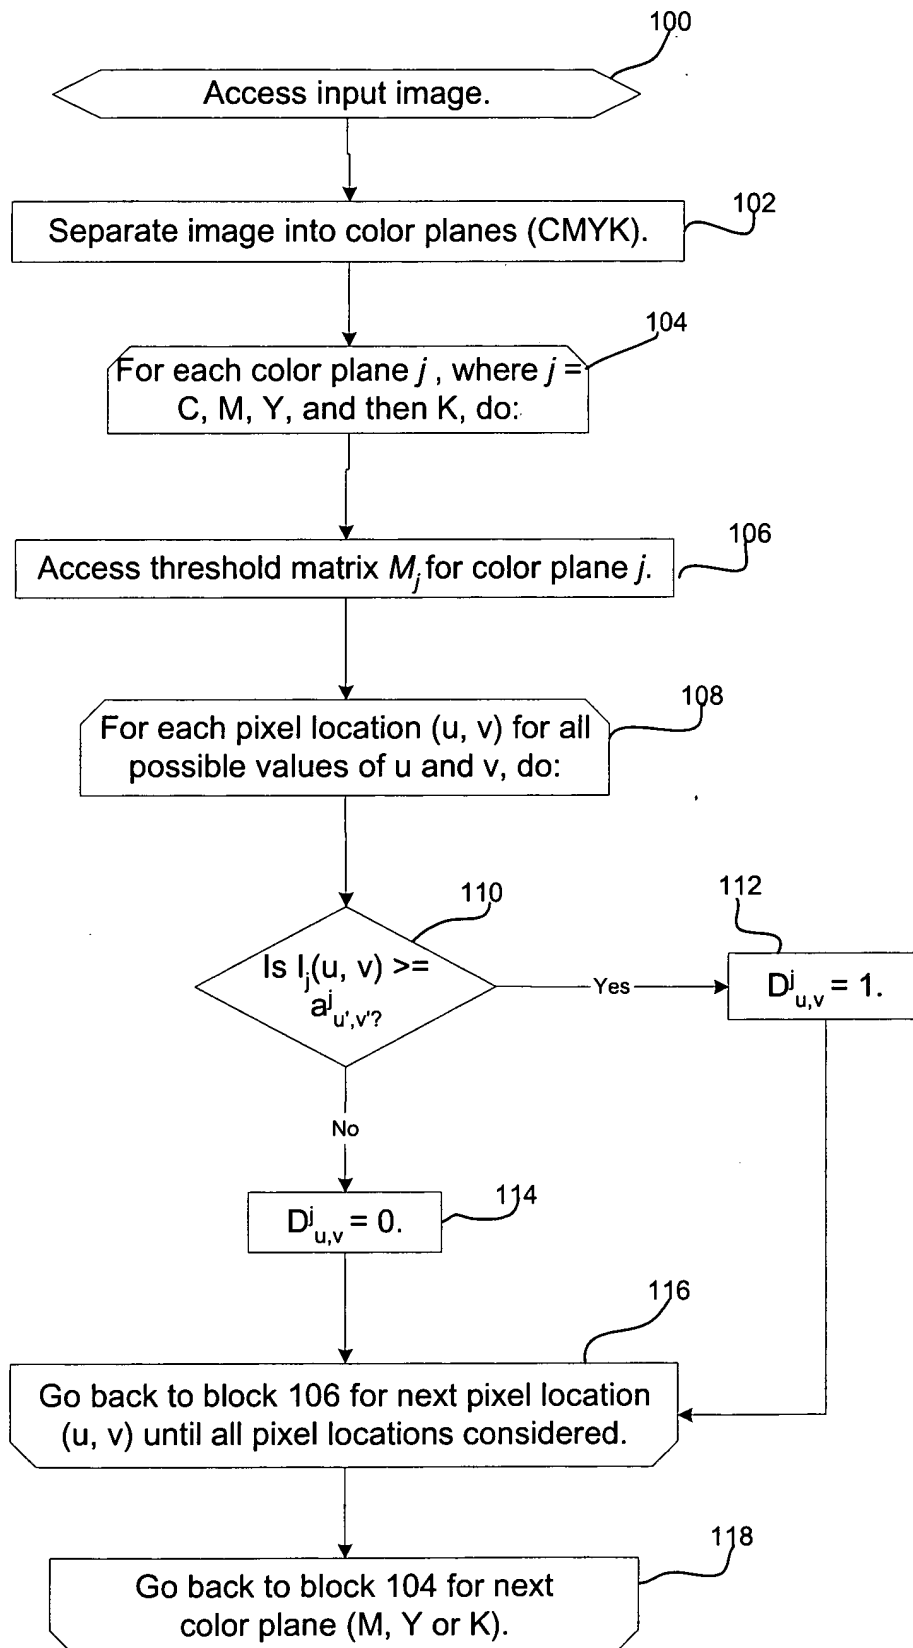 100
Access input image.
102
Separate image into color planes (CMYK).
104
For each color plane j , where j =
C, M, Y, and then K, do:
106
Access threshold matrix Mj for color plane j.
108
For each pixel location (u, v) for all
possible values of u and v, do:
110
Is Ij(u, v) >=
aju',v'?
Yes
112
Dju,v = 1.
No
114
Dju,v = 0.
116
Go back to block 106 for next pixel location
(u, v) until all pixel locations considered.
118
Go back to block 104 for next
color plane (M, Y or K).